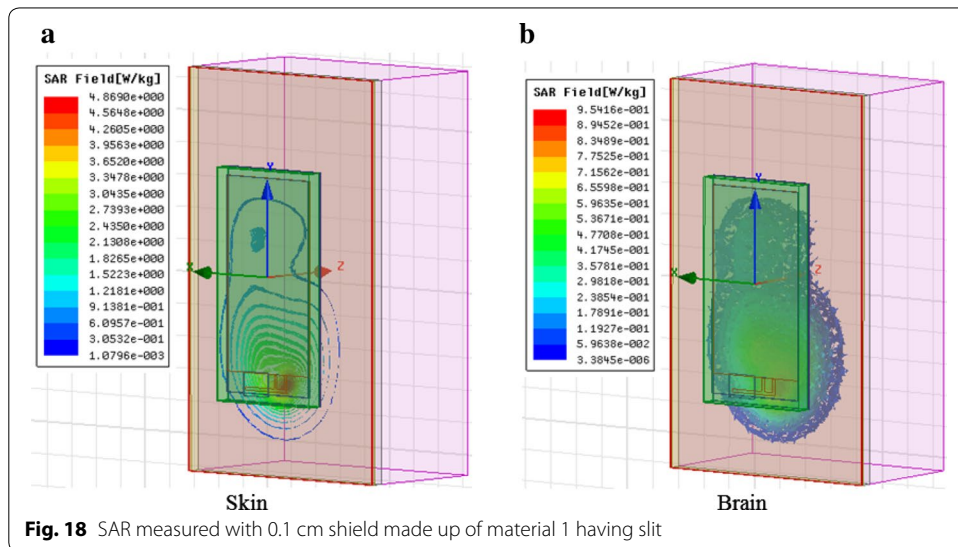 a
SAR Field[W/kg]
4.8690e+000
4.5648e+000
4.2605e+000
3.9563e+000
3.6520e+000
3.3478e+000
3.0435e+000
2.7393e+000
2.4350e+000
2.1308e+000
1.8265e+000
1.5223e+000
1.2181e+000
9.1381e-001
6.0957e-001
3.0532e-001
1.0796e-003
Y
X
Z
Skin
b
SAR Field[W/kg]
9.5416e-001
8.9452e-001
8.3489e-001
7.7525e-001
7.1562e-001
6.5598e-001
5.9635e-001
5.3671e-001
4.7708e-001
4.1745e-001
3.5781e-001
2.9818e-001
2.3854e-001
1.7891e-001
1.1927e-001
5.9638e-002
3.3845e-006
Y
X
Z
Brain
Fig. 18 SAR measured with 0.1 cm shield made up of material 1 having slit